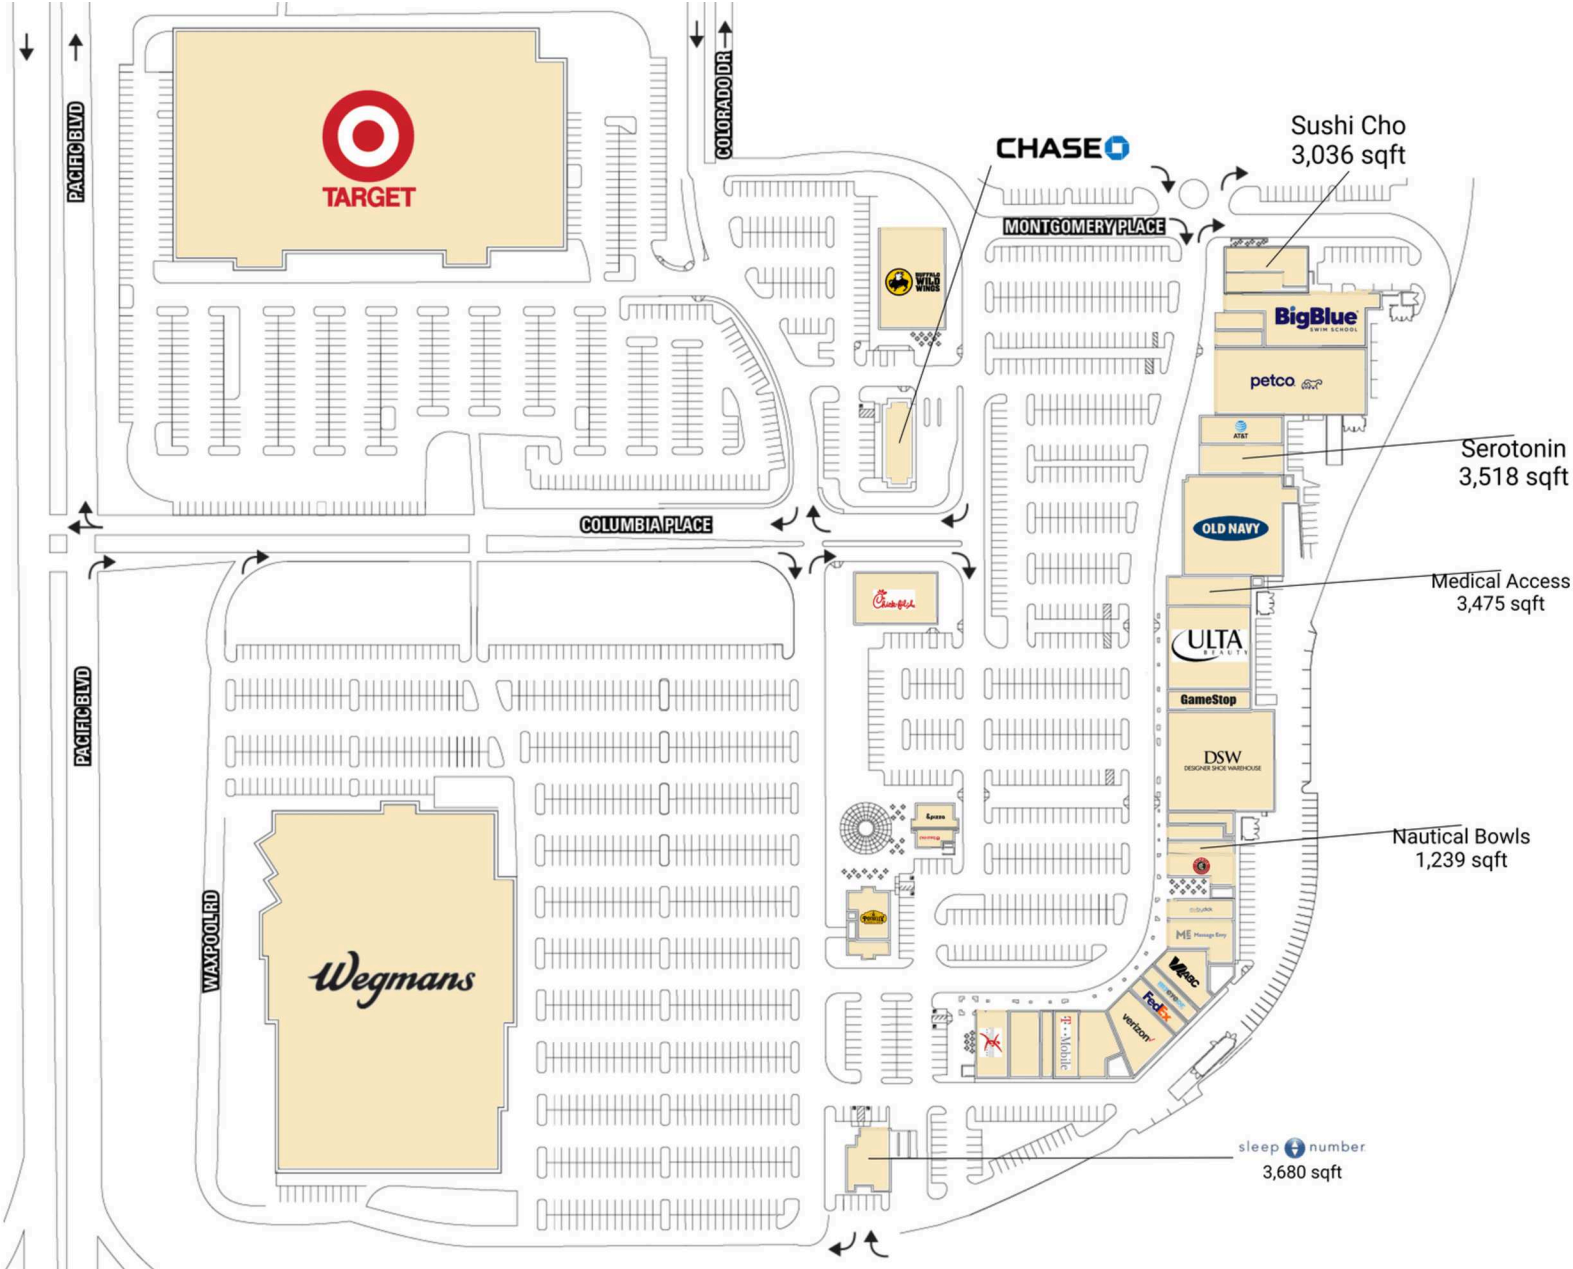 PACIFIC BLVD
TARGET
COLORADO DR
CHASE
Sushi Cho
3,036 sqft
MONTGOMERY PLACE
BUFFALO
WILD
WINGS
BigBlue
SWIM SCHOOL
petco
AT&T
Serotonin
3,518 sqft
COLUMBIA PLACE
OLD NAVY
Chick-fil-A
Medical Access
3,475 sqft
ULTA
BEAUTY
GameStop
PACIFIC BLVD
DSW
DESIGNER SHOE WAREHOUSE
&pizza
Nautical Bowls
1,239 sqft
WAXPOOL RD
Wegmans
ME Massage Envy
VAABC
FedEx
verizon
T-Mobile
sleep number
3,680 sqft